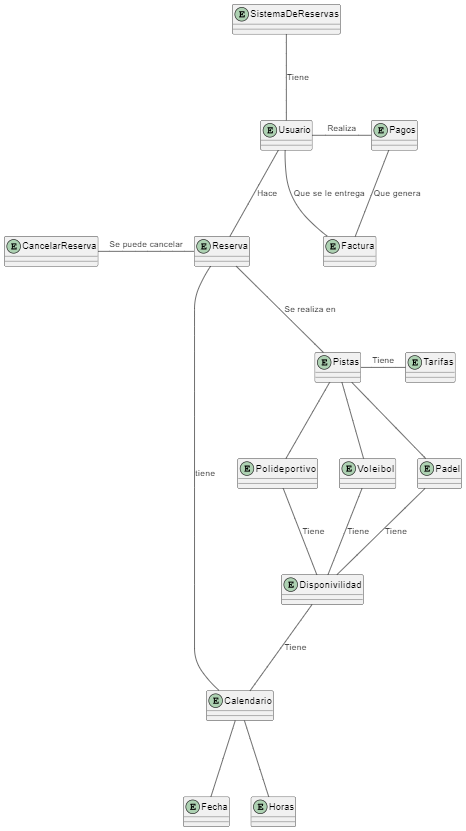 E SistemaDeReservas
Tiene
E Usuario
Realiza
E Pagos
Hace
Que se le entrega
Que genera
E CancelarReserva
Se puede cancelar
E Reserva
E Factura
Se realiza en
E Pistas
Tiene
E Tarifas
tiene
E Polideportivo
E Voleibol
E Padel
Tiene
Tiene
Tiene
E Disponivilidad
Tiene
E Calendario
E Fecha
E Horas